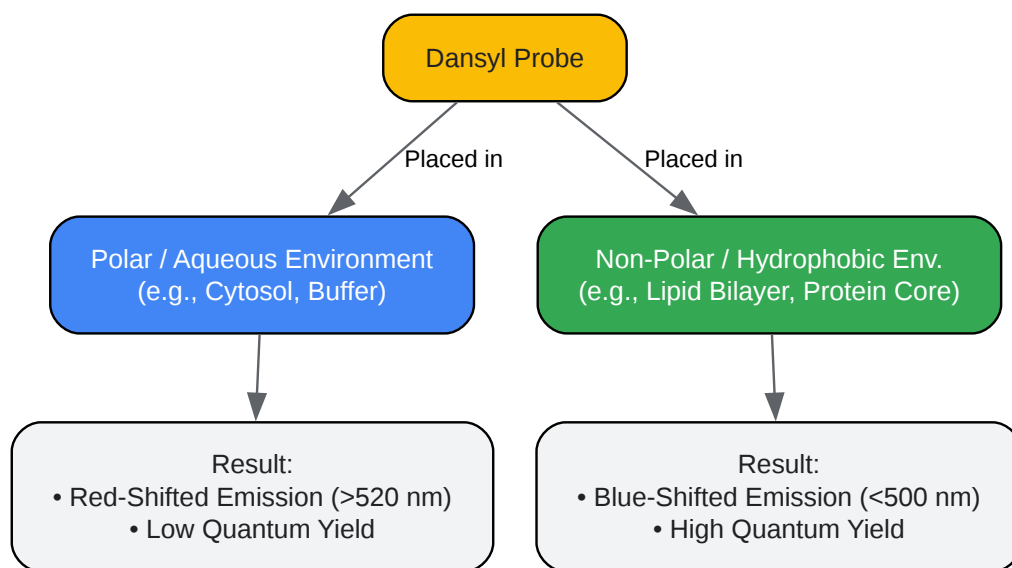 Dansyl Probe
Placed in
Placed in
Polar / Aqueous Environment
(e.g., Cytosol, Buffer)
Non-Polar / Hydrophobic Env.
(e.g., Lipid Bilayer, Protein Core)
Result:
• Red-Shifted Emission (>520 nm)
• Low Quantum Yield
Result:
• Blue-Shifted Emission (<500 nm)
• High Quantum Yield